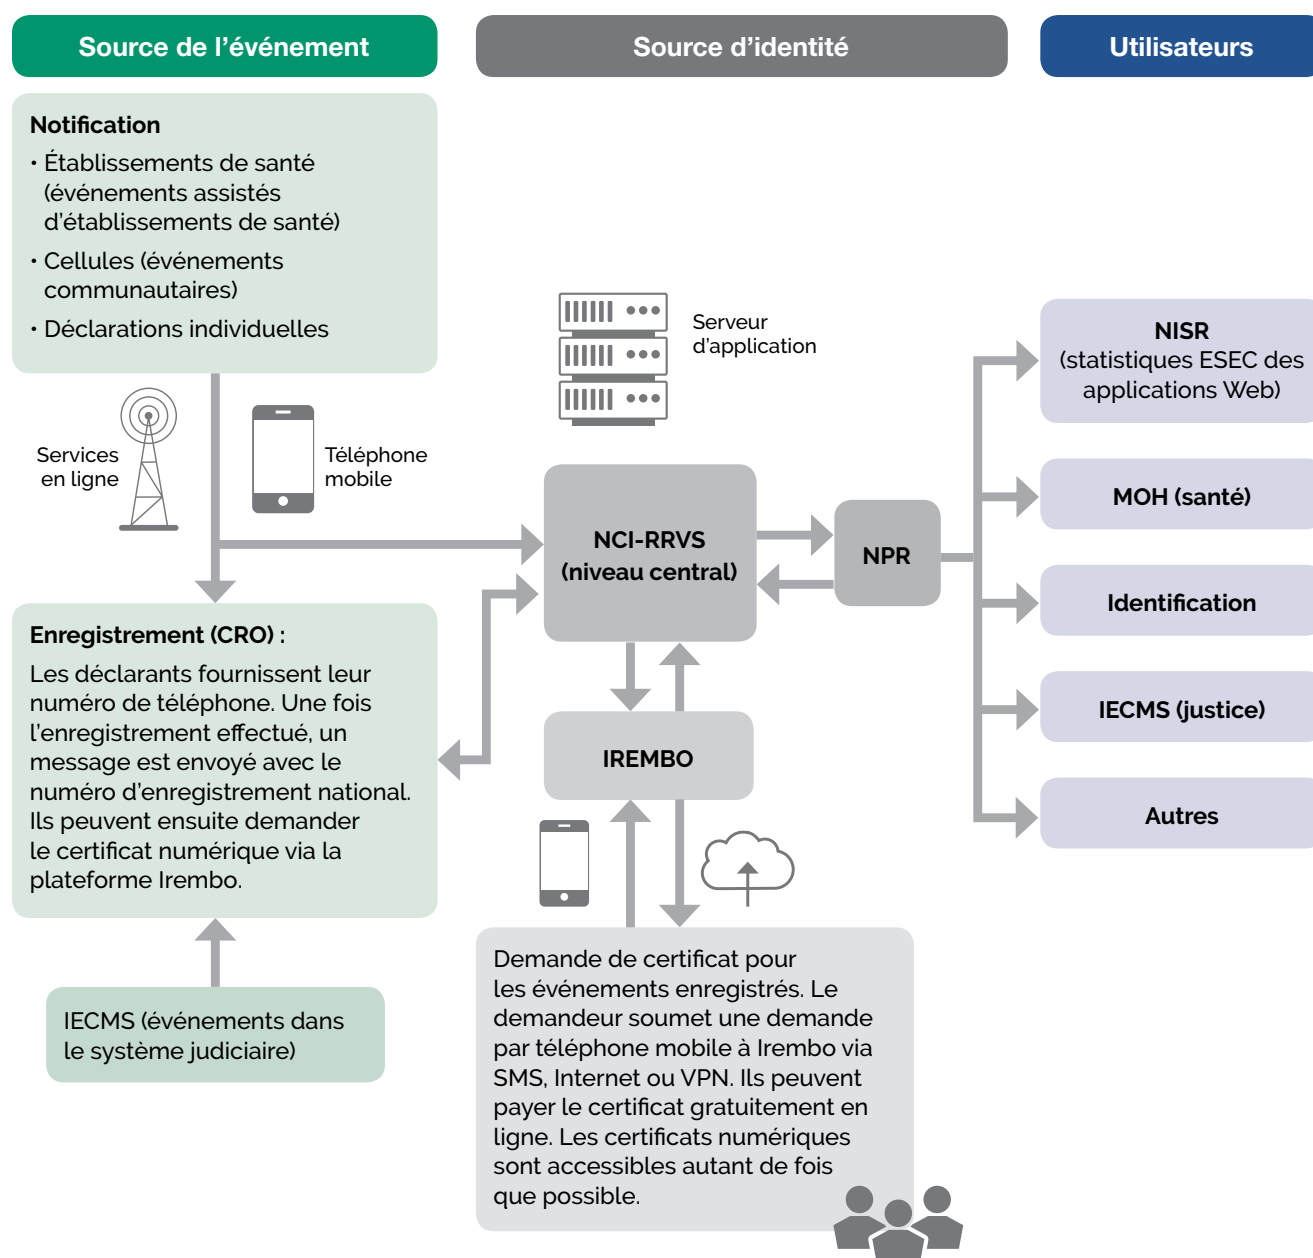 Source de l’événement
Source d’identité
Utilisateurs
Notification
• Établissements de santé
(événements assistés
d’établissements de santé)
• Cellules (événements
communautaires)
• Déclarations individuelles
Services
en ligne
Téléphone
mobile
Enregistrement (CRO) :
Les déclarants fournissent leur
numéro de téléphone. Une fois
l’enregistrement effectué, un
message est envoyé avec le
numéro d’enregistrement national.
Ils peuvent ensuite demander
le certificat numérique via la
plateforme Irembo.
IECMS (événements dans
le système judiciaire)
Serveur
d’application
NCI-RRVS
(niveau central)
NPR
IREMBO
Demande de certificat pour
les événements enregistrés. Le
demandeur soumet une demande
par téléphone mobile à Irembo via
SMS, Internet ou VPN. Ils peuvent
payer le certificat gratuitement en
ligne. Les certificats numériques
sont accessibles autant de fois
que possible.
NISR
(statistiques ESEC des
applications Web)
MOH (santé)
Identification
IECMS (justice)
Autres